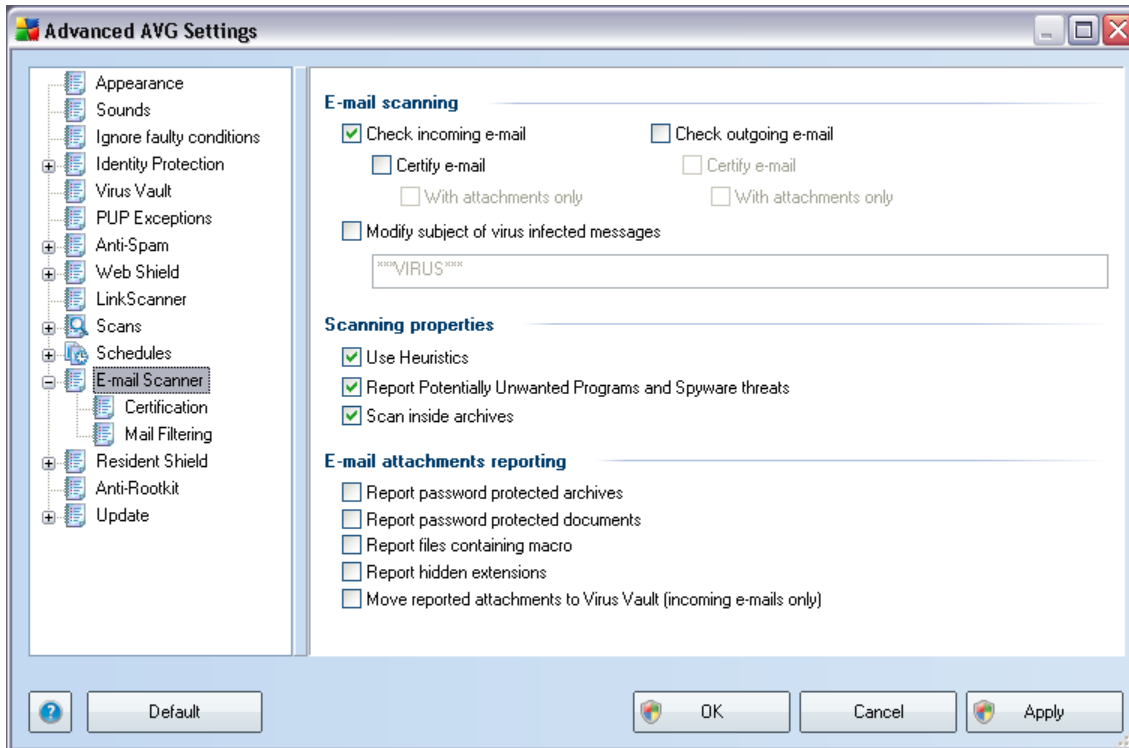 Advanced AVG Settings
Appearance
Sounds
Ignore faulty conditions
Identity Protection
Virus Vault
PUP Exceptions
Anti-Spam
Web Shield
LinkScanner
Scans
Schedules
E-mail Scanner
Certification
Mail Filtering
Resident Shield
Anti-Rootkit
Update
E-mail scanning
Check incoming e-mail
Check outgoing e-mail
Certify e-mail
Certify e-mail
With attachments only
With attachments only
Modify subject of virus infected messages
***VIRUS***
Scanning properties
Use Heuristics
Report Potentially Unwanted Programs and Spyware threats
Scan inside archives
E-mail attachments reporting
Report password protected archives
Report password protected documents
Report files containing macro
Report hidden extensions
Move reported attachments to Virus Vault (incoming e-mails only)
?
Default
OK
Cancel
Apply